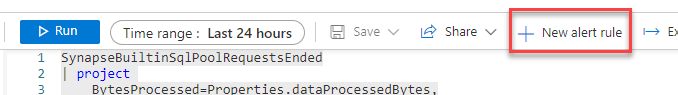 Run Time range : Last 24 hours Save Share New alert rule Ex
1 SynapseBuiltinSqlPoolRequestsEnded
2 | project
3 BytesProcessed=Properties.dataProcessedBytes,